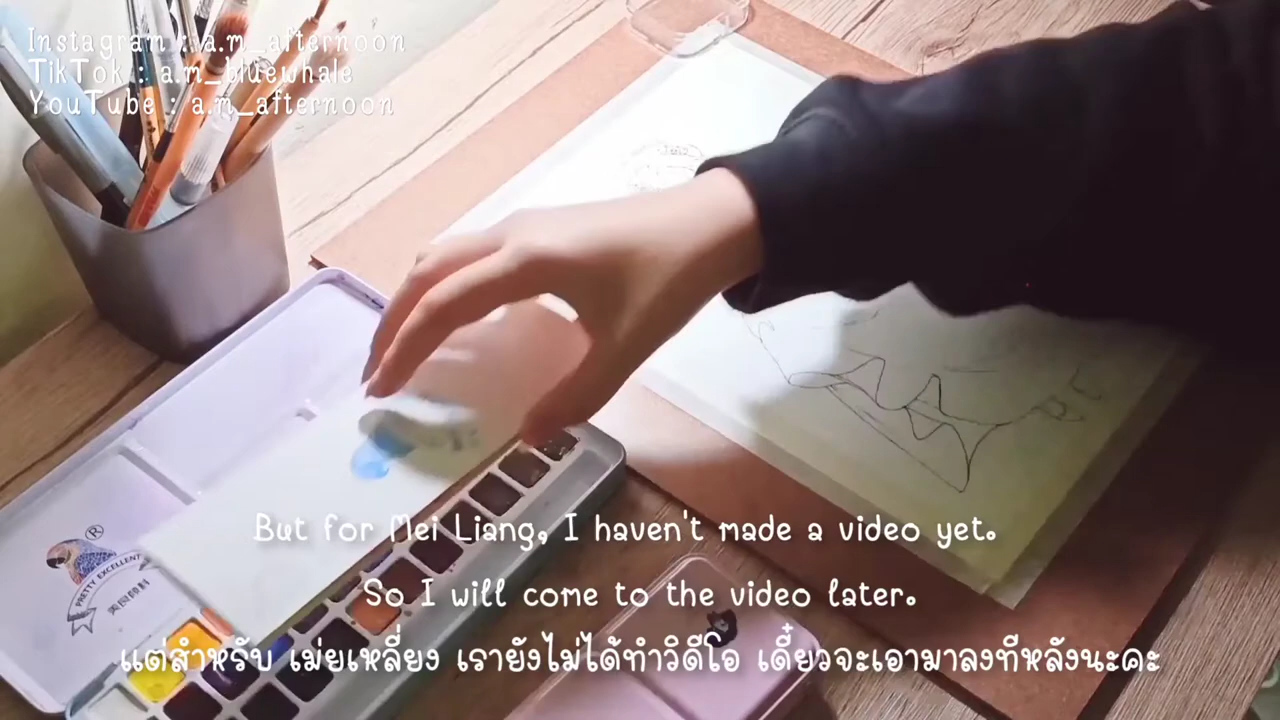 Instagram : a.m_afternoon
TikTok : a.m_bluewhale
YouTube : a.m_afternoon
®
PRETTY EXCELLENT
But for Mei Liang, I haven't made a video yet.
So I will come to the video later.
แต่สำหรับ เม่ยเหลี่ยง เรายังไม่ได้ทำวิดีโอ เดี๋ยวจะเอามาลงทีหลังนะคะ